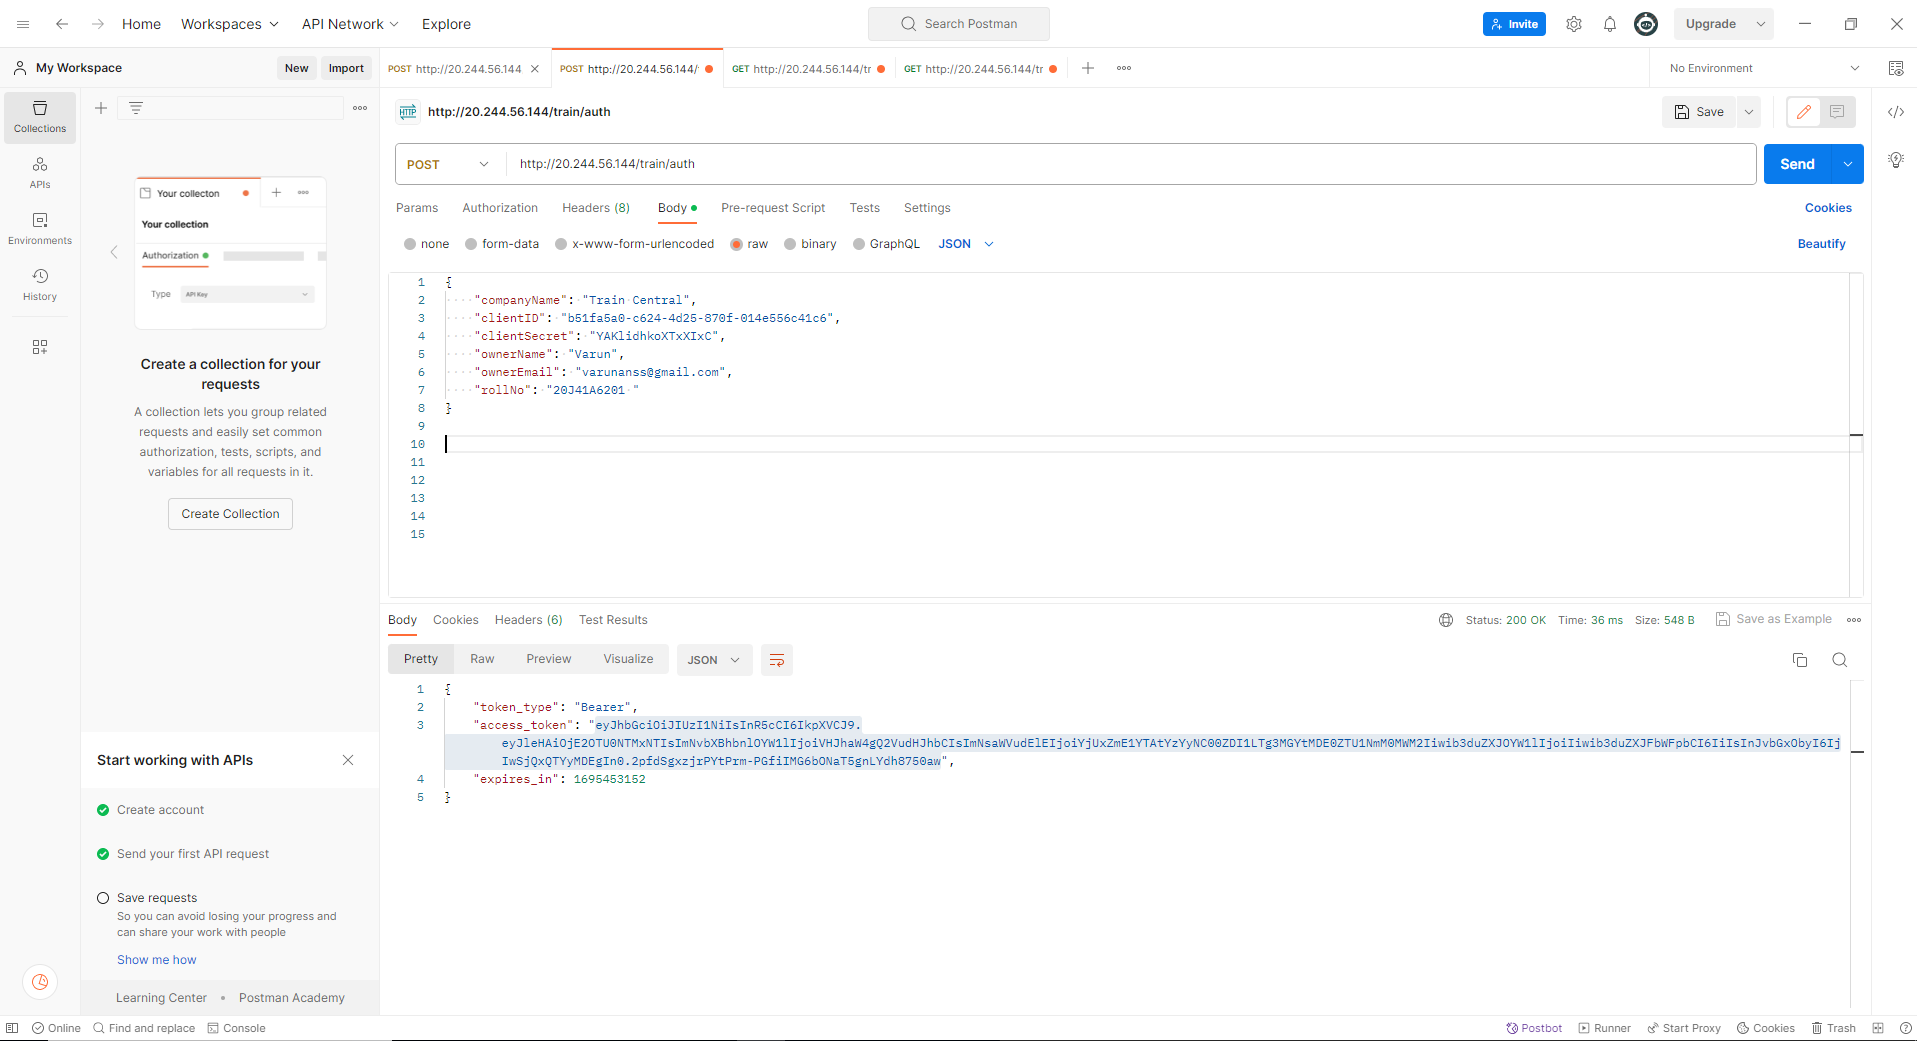 Home Workspaces API Network Explore Search Postman Invite Upgrade
My Workspace New Import
POST http://20.244.56.144 POST http://20.244.56.144/ GET http://20.244.56.144/tr GET http://20.244.56.144/tr No Environment
Collections
APIs
Environments
History
Your collecton
Your collection
Authorization
Type API Key
Create a collection for your
requests
A collection lets you group related
requests and easily set common
authorization, tests, scripts, and
variables for all requests in it.
Create Collection
Start working with APIs
Create account
Send your first API request
Save requests
So you can avoid losing your progress and
can share your work with people
Show me how
Learning Center • Postman Academy
HTTP http://20.244.56.144/train/auth Save
POST http://20.244.56.144/train/auth Send
Params Authorization Headers (8) Body Pre-request Script Tests Settings Cookies
none form-data x-www-form-urlencoded raw binary GraphQL JSON Beautify
1 {
2 "companyName": "Train Central",
3 "clientID": "b51fa5a0-c624-4d25-870f-014e556c41c6",
4 "clientSecret": "YAKlidhkoXTxXIxC",
5 "ownerName": "Varun",
6 "ownerEmail": "varunanss@gmail.com",
7 "rollNo": "20J41A6201 "
8 }
9
10
11
12
13
14
15
Body Cookies Headers (6) Test Results Status: 200 OK Time: 36 ms Size: 548 B Save as Example
Pretty Raw Preview Visualize JSON
1 {
2 "token_type": "Bearer",
3 "access_token": "eyJhbGciOiJIUzI1NiIsInR5cCI6IkpXVCJ9.
eyJleHAiOjE2OTU0NTMxNTIsImNvbXBhbnlOYW1lIjoiVHJhaW4gQ2VudHJhbCIsImNsaWVudElEIjoiYjUxZmE1YTAtYzYyNC00ZDI1LTg3MGYtMDE0ZTU1NmM0MWM2Iiwib3duZXJOYW1lIjoiIiwib3duZXJFbWFpbCI6IiIsInJvbGxObyI6Ij
IwSjQxQTYyMDEgIn0.2pfdSgxzjrPYtPrm-PGfiIMG6bONaT5gnLYdh8750aw",
4 "expires_in": 1695453152
5 }
Online Find and replace Console Postbot Runner Start Proxy Cookies Trash